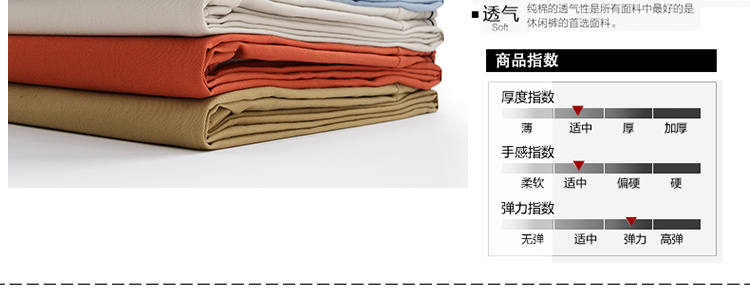 透气
Soft
纯棉的透气性是所有面料中最好的是
休闲裤的首选面料。
商品指数
厚度指数
薄 适中 厚 加厚
手感指数
柔软 适中 偏硬 硬
弹力指数
无弹 适中 弹力 高弹